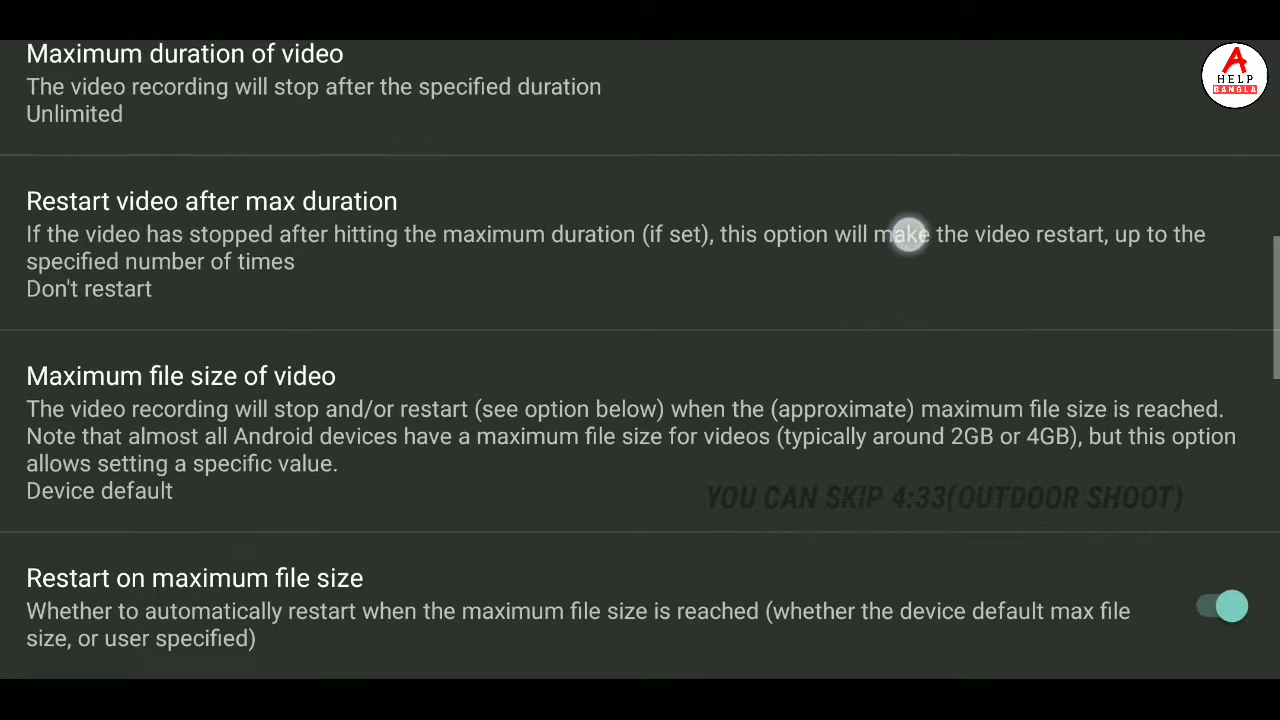 Maximum duration of video
The video recording will stop after the specified duration
Unlimited
A
HELP
BANGLA
Restart video after max duration
If the video has stopped after hitting the maximum duration (if set), this option will make the video restart, up to the
specified number of times
Don't restart
Maximum file size of video
The video recording will stop and/or restart (see option below) when the (approximate) maximum file size is reached.
Note that almost all Android devices have a maximum file size for videos (typically around 2GB or 4GB), but this option
allows setting a specific value.
Device default
YOU CAN SKIP 4:33(OUTDOOR SHOOT)
Restart on maximum file size
Whether to automatically restart when the maximum file size is reached (whether the device default max file
size, or user specified)